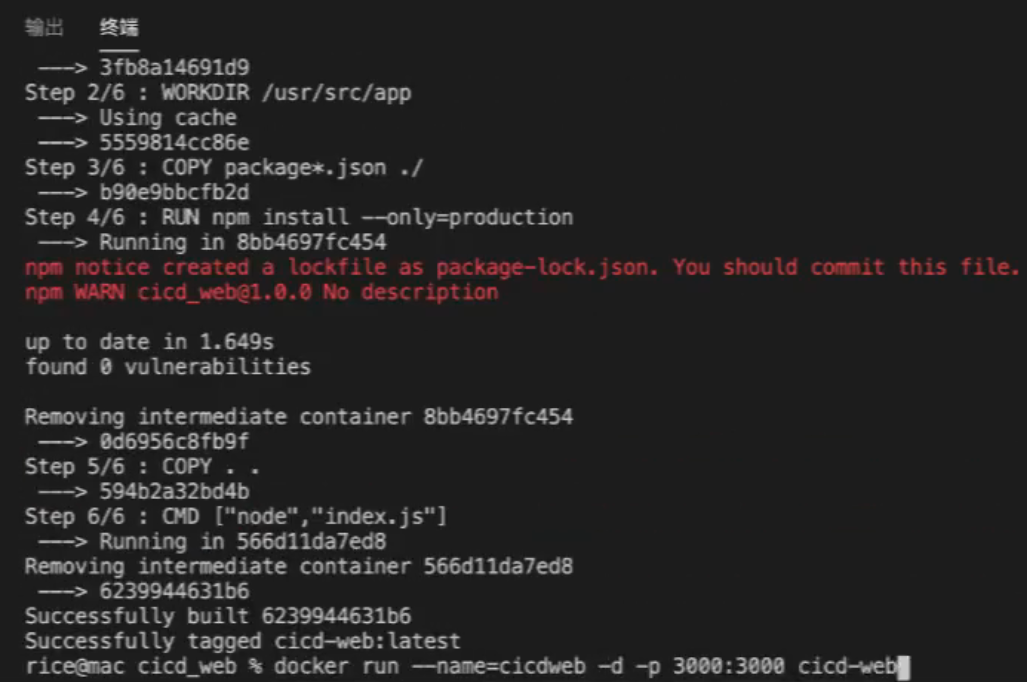 输出 终端
---> 3fb8a14691d9
Step 2/6 : WORKDIR /usr/src/app
---> Using cache
---> 5559814cc86e
Step 3/6 : COPY package*.json ./
---> b90e9bbcfb2d
Step 4/6 : RUN npm install --only=production
---> Running in 8bb4697fc454
npm notice created a lockfile as package-lock.json. You should commit this file.
npm WARN cicd_web@1.0.0 No description
up to date in 1.649s
found 0 vulnerabilities
Removing intermediate container 8bb4697fc454
---> 0d6956c8fb9f
Step 5/6 : COPY . .
---> 594b2a32bd4b
Step 6/6 : CMD ["node","index.js"]
---> Running in 566d11da7ed8
Removing intermediate container 566d11da7ed8
---> 6239944631b6
Successfully built 6239944631b6
Successfully tagged cicd-web:latest
rice@mac cicd_web % docker run --name=cicdweb -d -p 3000:3000 cicd-web